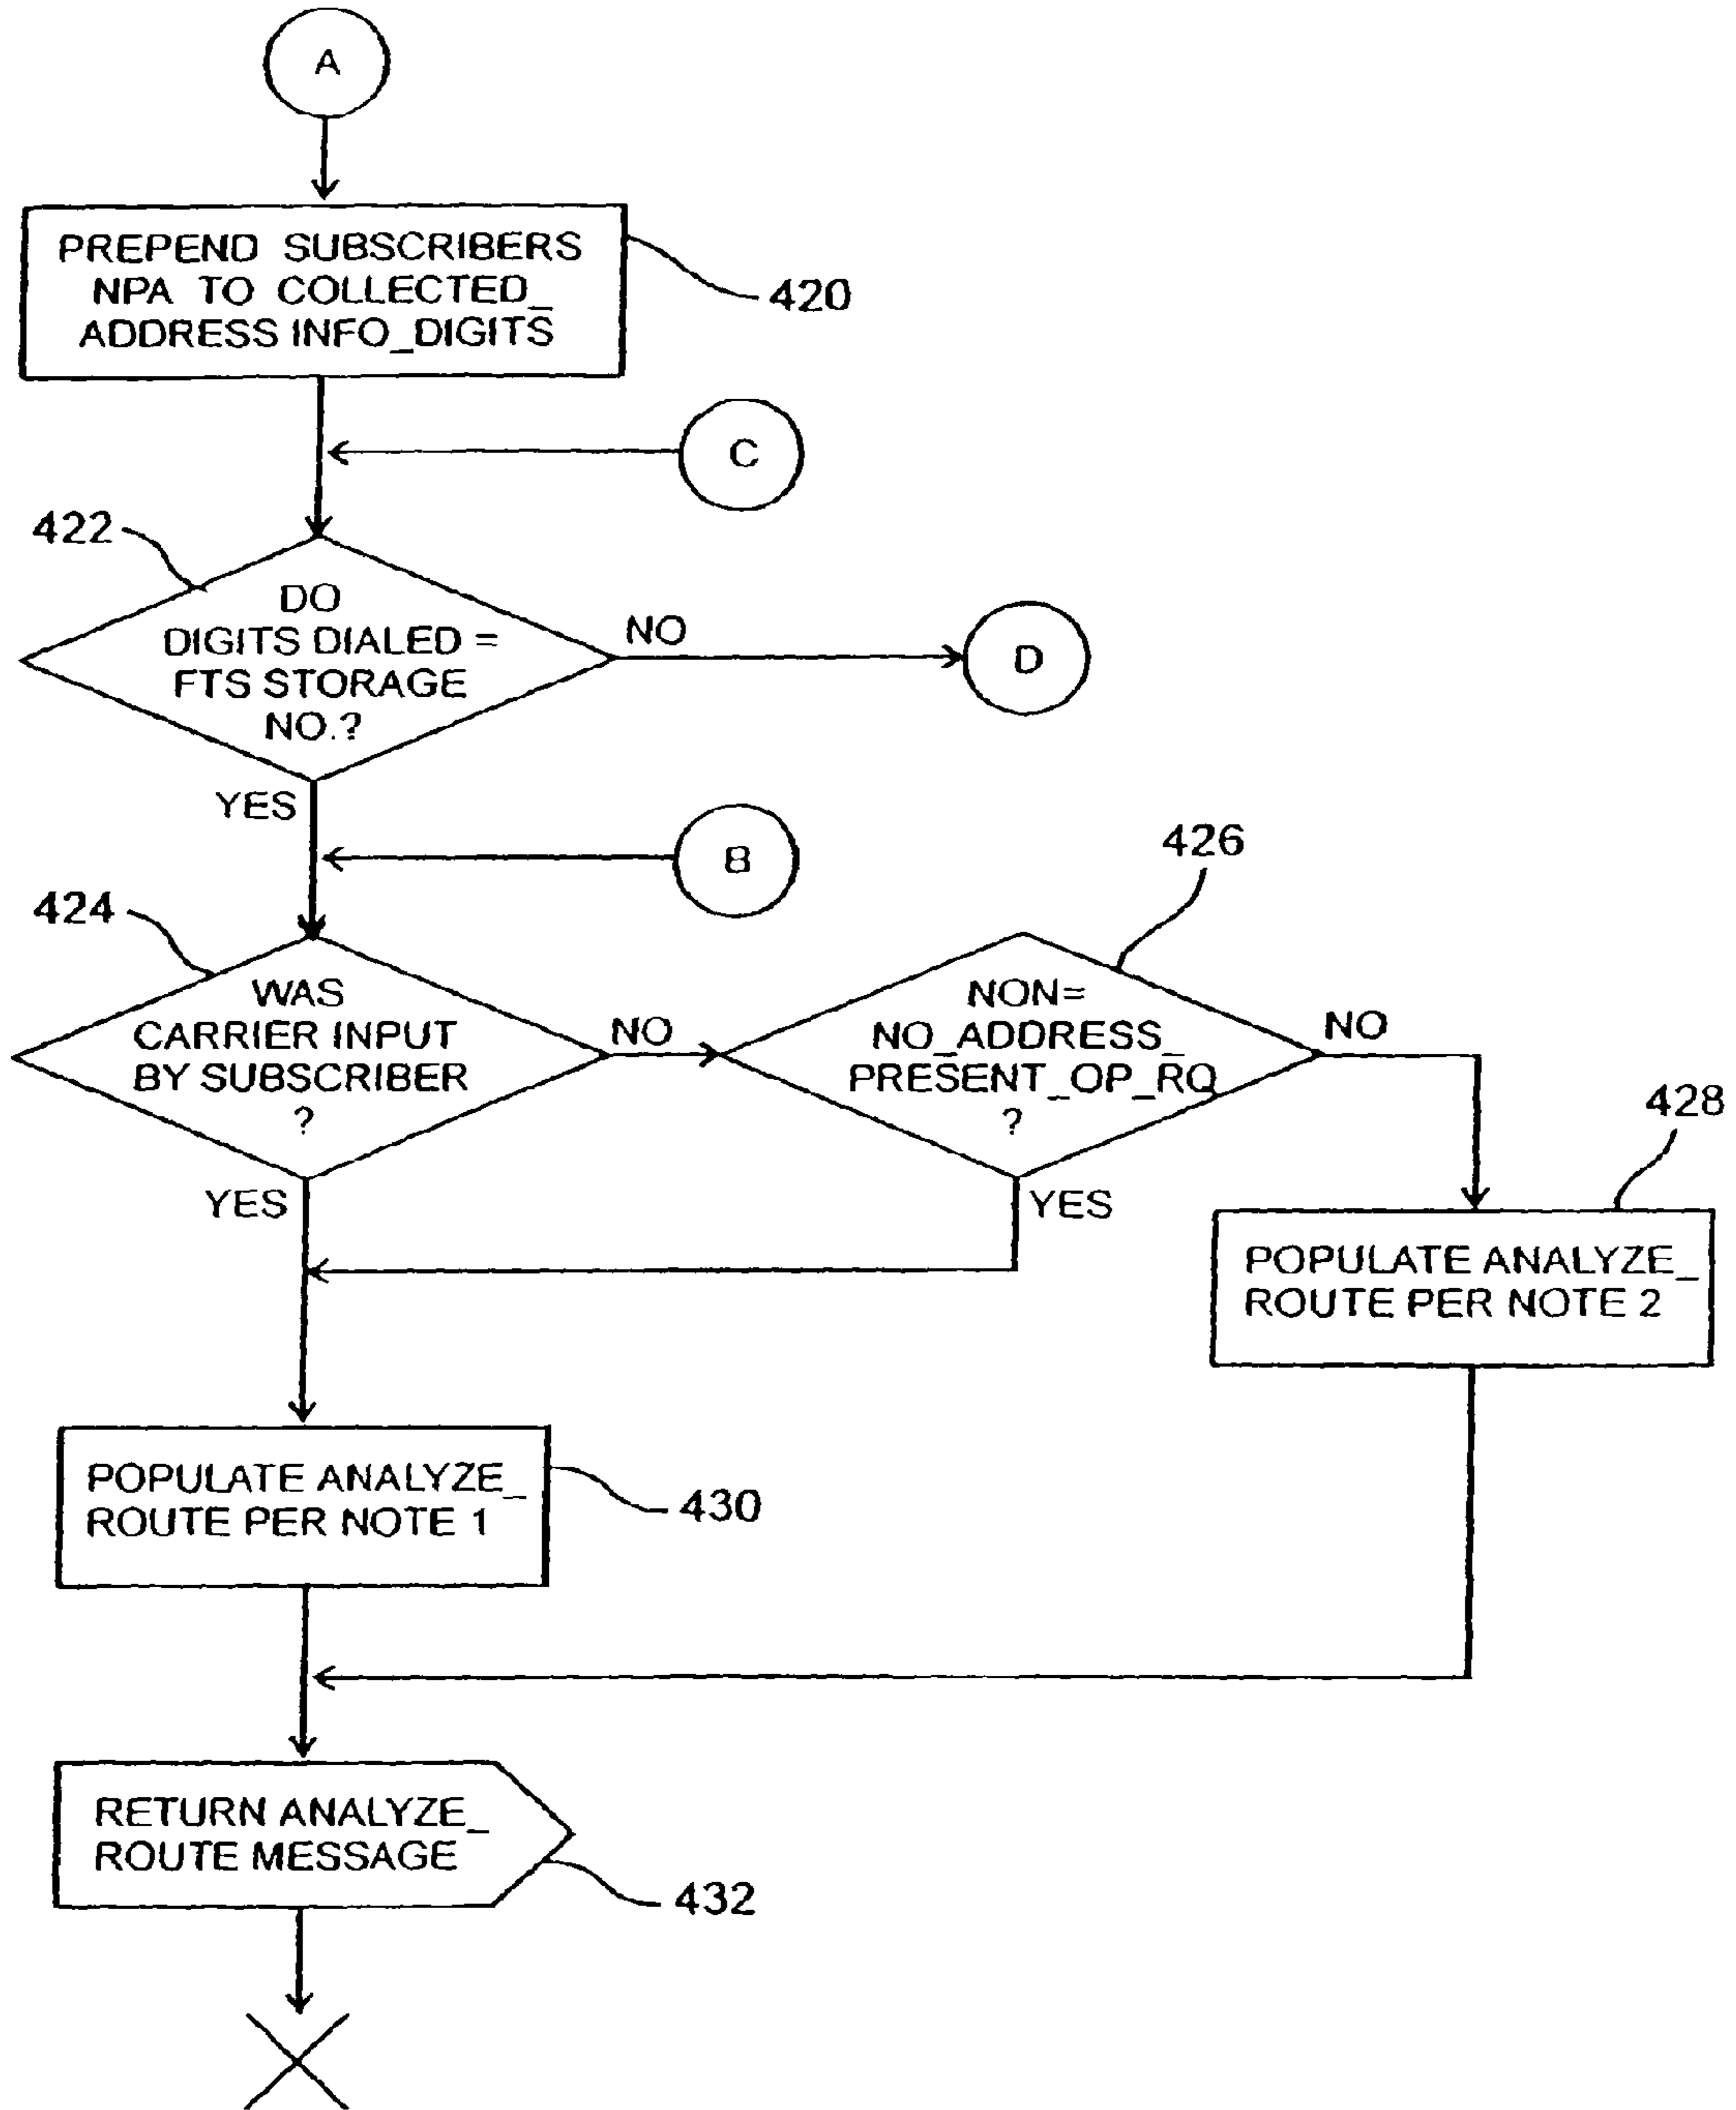 A
PREPEND SUBSCRIBERS
NPA TO COLLECTED_
ADDRESS INFO_DIGITS
420
C
422
DO
DIGITS DIALED =
FTS STORAGE
NO.?
NO
D
YES
B
426
424
WAS
CARRIER INPUT
BY SUBSCRIBER
?
NO
NON=
NO_ADDRESS_
PRESENT_OP_RQ
?
NO
428
YES
YES
POPULATE ANALYZE_
ROUTE PER NOTE 2
POPULATE ANALYZE_
ROUTE PER NOTE 1
430
RETURN ANALYZE_
ROUTE MESSAGE
432